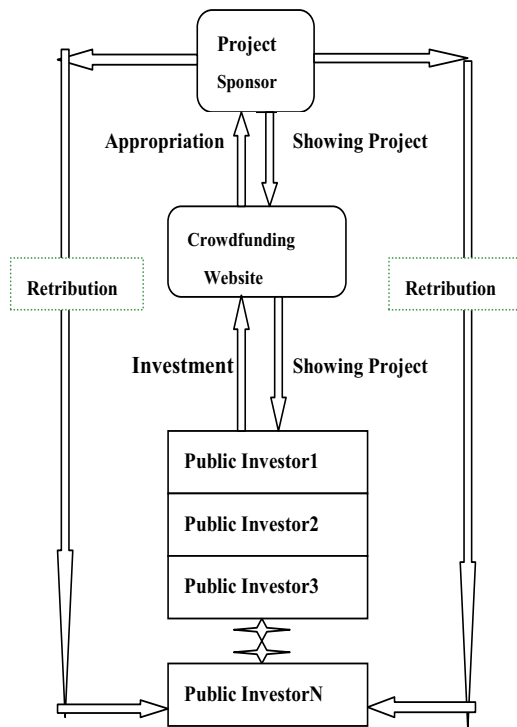 Project
Sponsor
Appropriation
Showing Project
Crowdfunding
Website
Retribution
Retribution
Investment
Showing Project
Public Investor1
Public Investor2
Public Investor3
Public InvestorN